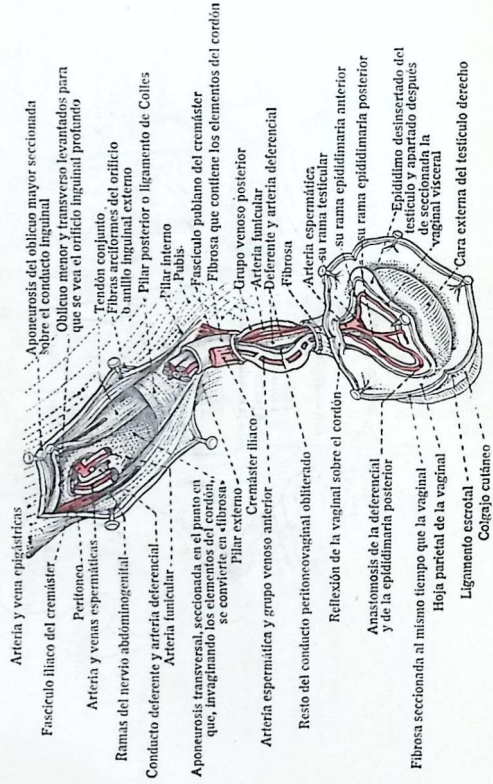 Arteria y vena epigástricas
Fascículo iliaco del cremáster
Peritoneo
Arteria y venas espermáticas
Ramas del nervio abdóminogenital
Conducto deferente y arteria deferencial
Arteria funicular
Aponeurosis transversal, seccionada en el punto en
que, invaginando los elementos del cordón,
se convierte en «fibrosa»
Pilar externo
Cremáster iliaco
Arteria espermática y grupo venoso anterior
Resto del conducto peritoneovaginal obliterado
Reflexión de la vaginal sobre el cordón
Anastomosis de la deferencial
y de la epididimaria posterior
Fibrosa seccionada al mismo tiempo que la vaginal
Hoja parietal de la vaginal
Ligamento escrotal
Colgajo cutáneo
Aponeurosis del oblicuo mayor seccionada
sobre el conducto inguinal
Oblicuo menor y transverso levantados para
que se vea el orificio inguinal profundo
Tendón conjunto
Fibras arciformes del orificio
o anillo inguinal externo
Pilar posterior o ligamento de Colles
Pilar interno
Pubis
Fascículo pubiano del cremáster
Fibrosa que contiene los elementos del cordón
Grupo venoso posterior
Arteria funicular
Deferente y arteria deferencial
Fibrosa
Arteria espermática
su rama testicular
su rama epididimaria anterior
su rama epididimaria posterior
Epidídimo desinsertado del
testículo y apartado después
de seccionada la
vaginal visceral
Cara externa del testículo derecho